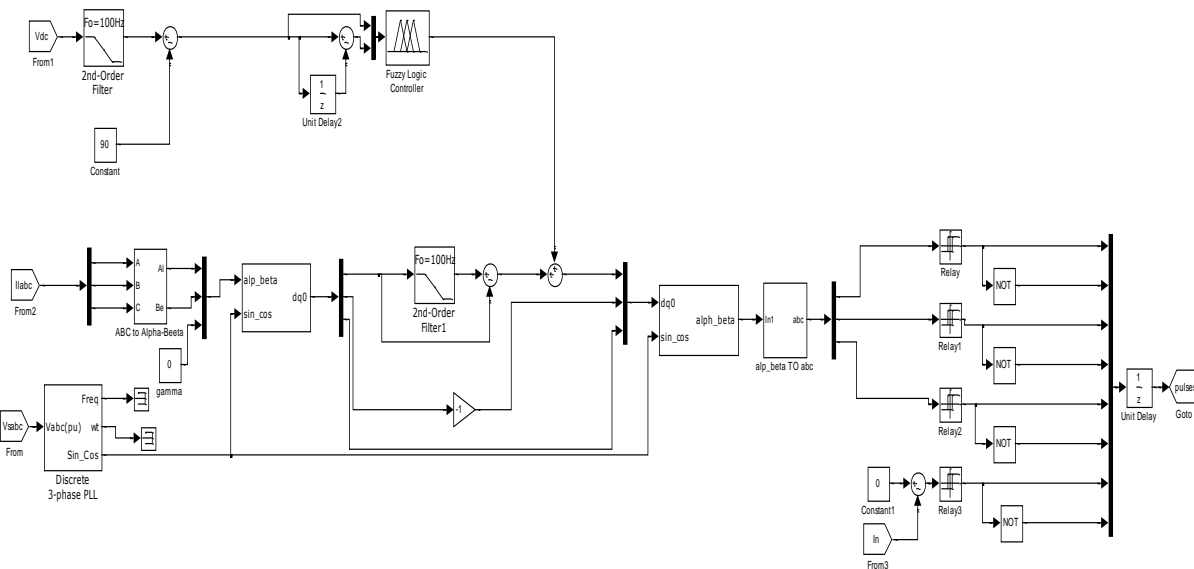 Vdc
From1
Fo=100Hz
2nd-Order
Filter
90
Constant
1
z
Unit Delay2
Fuzzy Logic
Controller
Ilabc
From2
A
B
C
Al
Be
ABC to Alpha-Beeta
0
gamma
alp_beta
sin_cos
dq0
Fo=100Hz
2nd-Order
Filter1
-1
dq0
sin_cos
alph_beta
In1
abc
alp_beta TO abc
Vsabc
From
Vabc(pu)
Freq
wt
Sin_Cos
Discrete
3-phase PLL
Relay
NOT
Relay1
NOT
Relay2
NOT
0
Constant1
In
From3
Relay3
NOT
1
z
Unit Delay
pulses
Goto